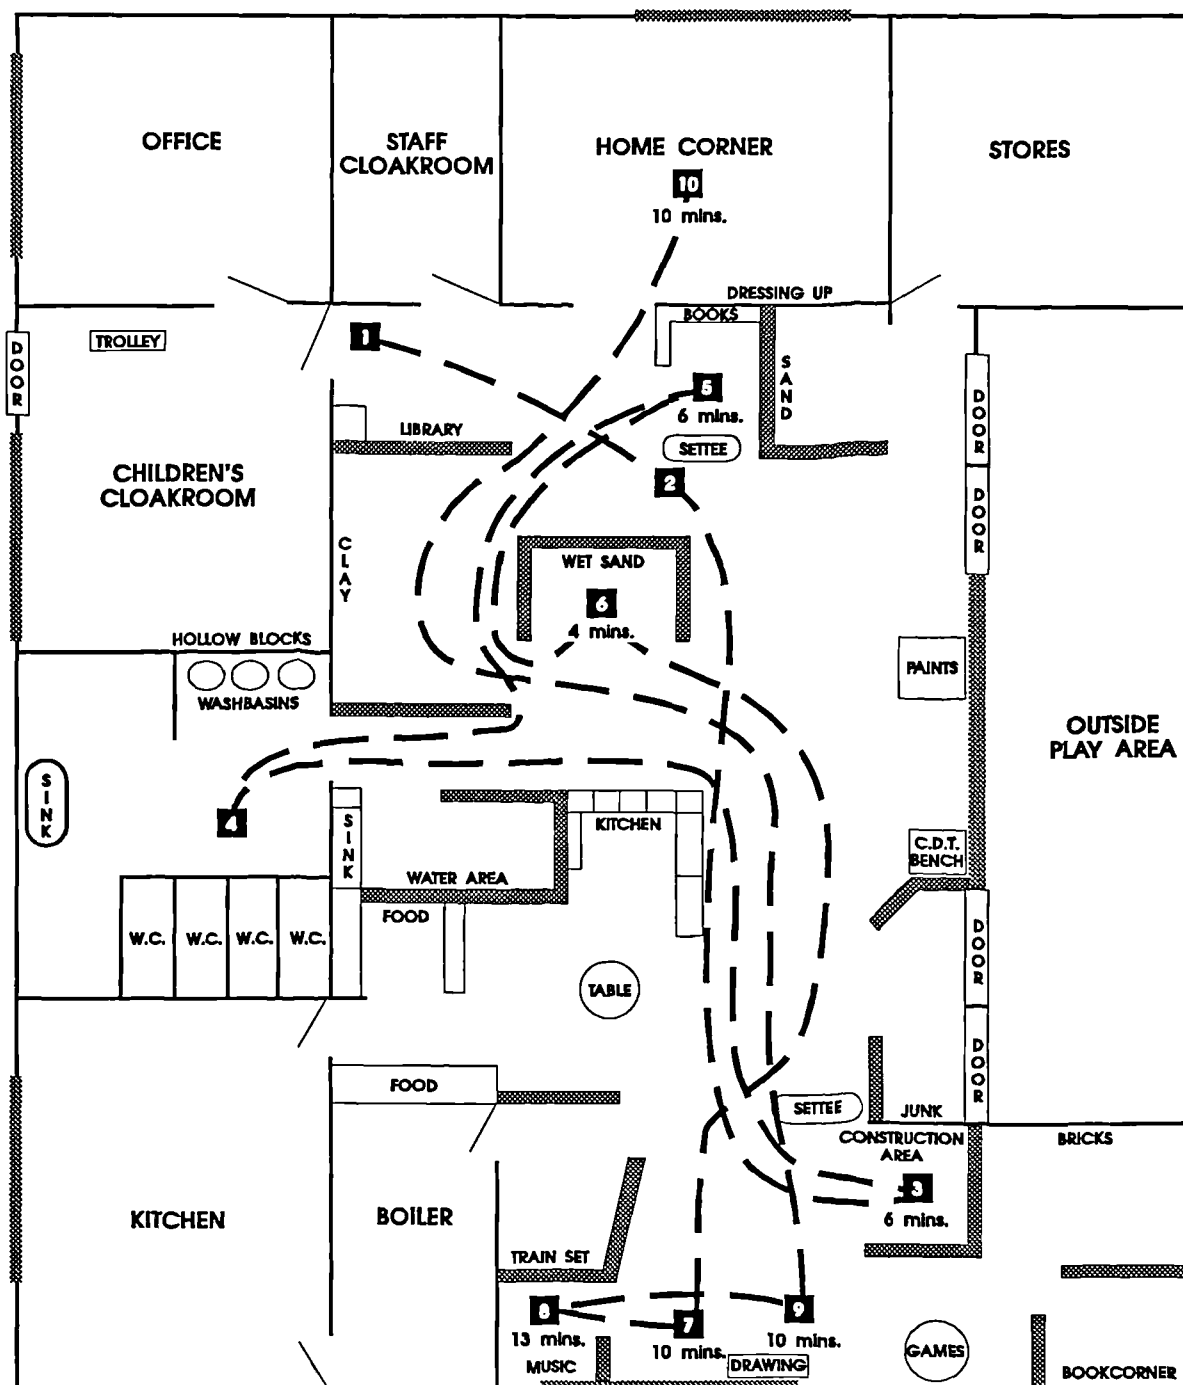 OFFICE
STAFF
CLOAKROOM
HOME CORNER
STORES
10
10 mins.
DRESSING UP
BOOKS
DOOR
TROLLEY
1
SAND
5
6 mins.
DOOR
LIBRARY
SETTEE
CHILDREN'S
CLOAKROOM
2
DOOR
CLAY
WET SAND
6
4 mins.
HOLLOW BLOCKS
WASHBASINS
PAINTS
OUTSIDE
PLAY AREA
SINK
4
SINK
KITCHEN
C.D.T.
BENCH
WATER AREA
FOOD
W.C.
W.C.
W.C.
W.C.
DOOR
TABLE
DOOR
FOOD
SETTEE
JUNK
CONSTRUCTION
AREA
BRICKS
3
6 mins.
KITCHEN
BOILER
TRAIN SET
8
13 mins.
7
10 mins.
9
10 mins.
MUSIC
DRAWING
GAMES
BOOKCORNER